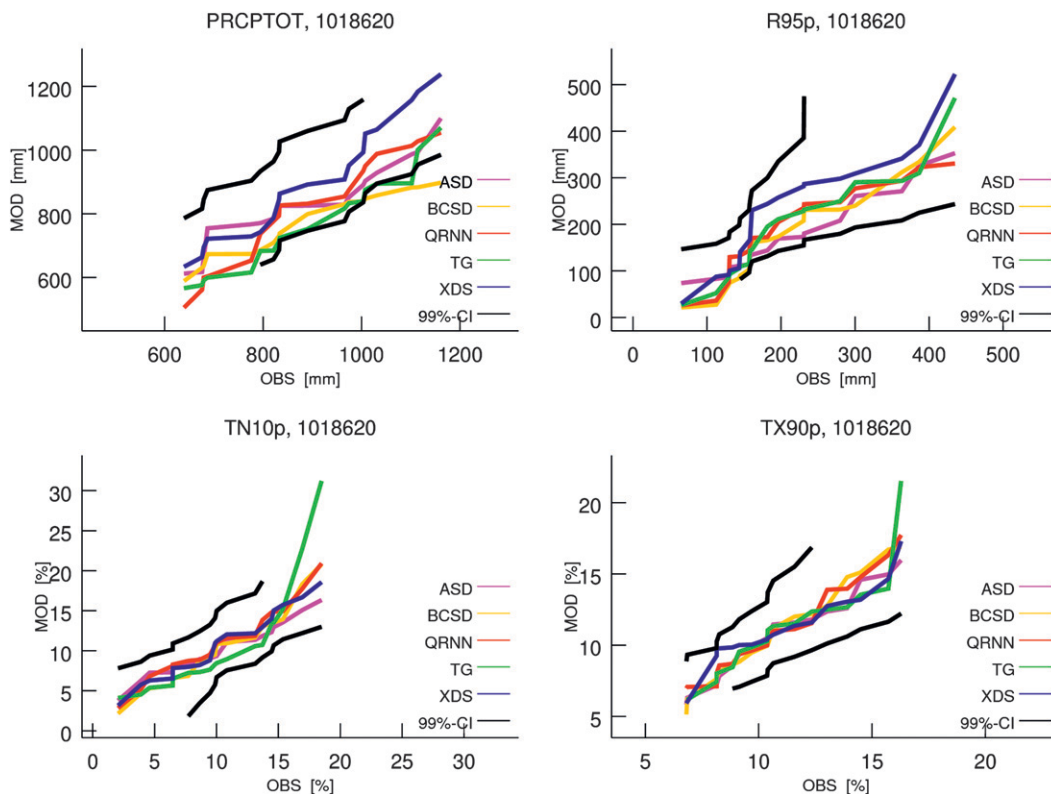 PRCPTOT, 1018620
MOD [mm]
1200
1000
800
600
600 800 1000 1200
OBS [mm]
ASD
BCSD
QRNN
TG
XDS
99%-CI
R95p, 1018620
MOD [mm]
500
400
300
200
100
0
0 100 200 300 400 500
OBS [mm]
ASD
BCSD
QRNN
TG
XDS
99%-CI
TN10p, 1018620
MOD [%]
30
25
20
15
10
5
0
0 5 10 15 20 25 30
OBS [%]
ASD
BCSD
QRNN
TG
XDS
99%-CI
TX90p, 1018620
MOD [%]
20
15
10
5
5 10 15 20
OBS [%]
ASD
BCSD
QRNN
TG
XDS
99%-CI